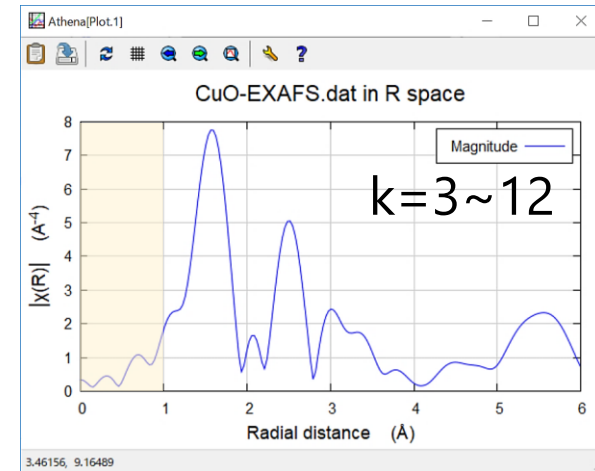 Athena[Plot.1]
CuO-EXAFS.dat in R space
Magnitude
k=3~12
|χ(R)| (Å⁻⁴)
8
7
6
5
4
3
2
1
0
0 1 2 3 4 5 6
Radial distance (Å)
3.46156, 9.16489